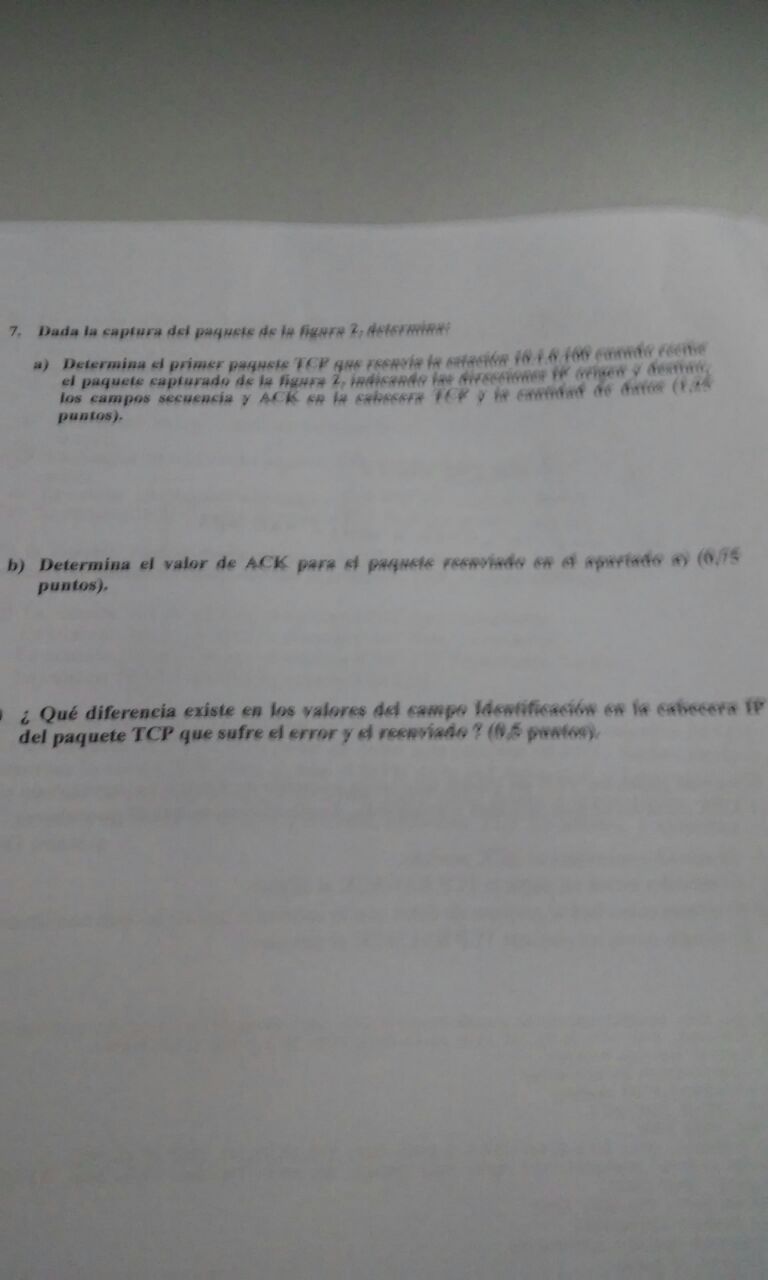 7. Dada la captura del paquete de la figura 2, determina:
a) Determina el primer paquete TCP que reenvía la estación 10.1.6.100 cuando recibe
el paquete capturado de la figura 2, indicando las direcciones IP origen y destino,
los campos secuencia y ACK en la cabecera TCP y la cantidad de datos (1,25
puntos).
b) Determina el valor de ACK para el paquete reenviado en el apartado a) (0,75
puntos).
¿ Qué diferencia existe en los valores del campo Identificación en la cabecera IP
del paquete TCP que sufre el error y el reenviado ? (0,5 puntos).